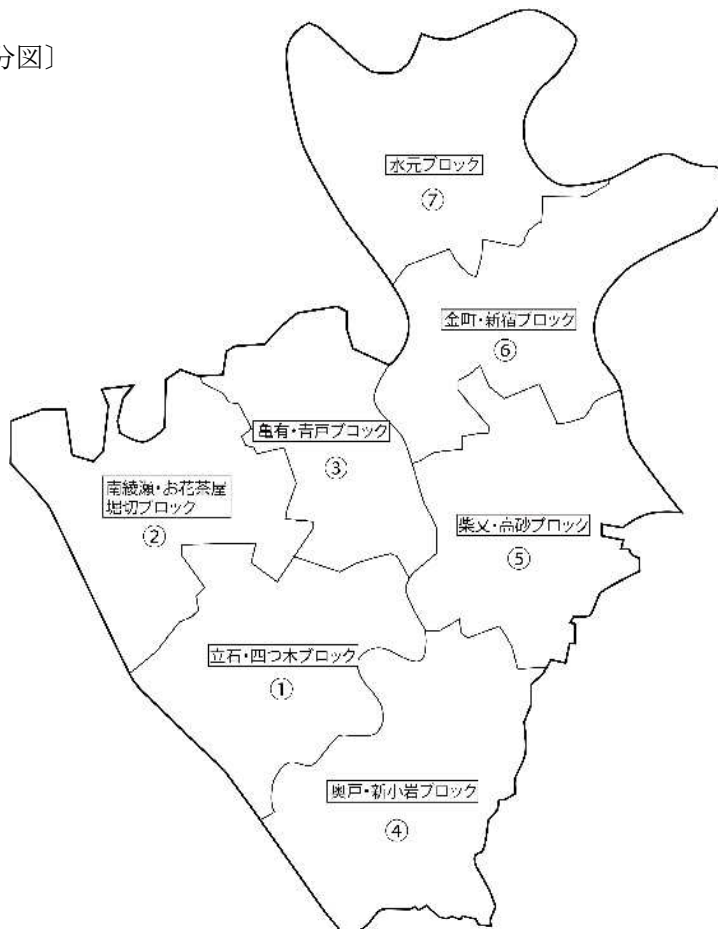 分図〕
水元ブロック
⑦
金町・新宿ブロック
⑥
亀有・青戸ブロック
③
南綾瀬・お花茶屋
堀切ブロック
②
柴又・高砂ブロック
⑤
立石・四つ木ブロック
①
奥戸・新小岩ブロック
④